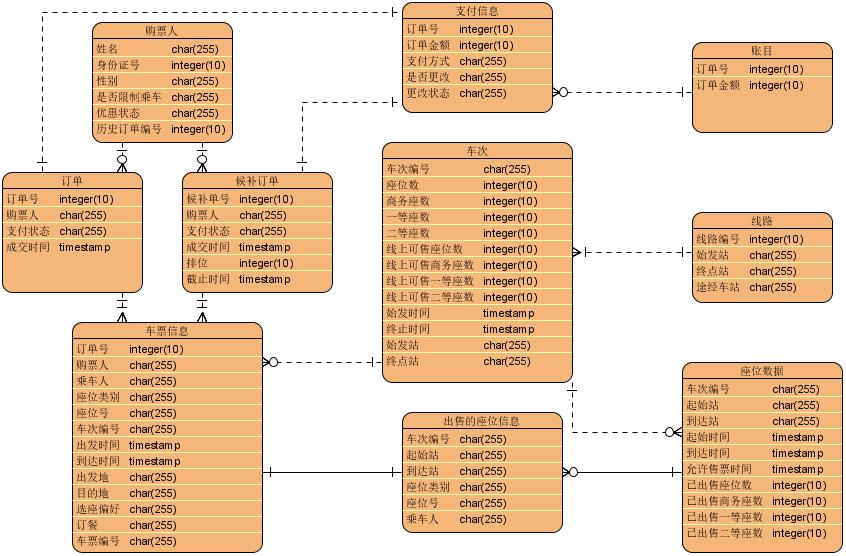 购票人
姓名 char(255)
身份证号 integer(10)
性别 char(255)
是否限制乘车 char(255)
优惠状态 char(255)
历史订单编号 integer(10)
支付信息
订单号 integer(10)
订单金额 integer(10)
支付方式 char(255)
是否更改 char(255)
更改状态 char(255)
账目
订单号 integer(10)
订单金额 integer(10)
订单
订单号 integer(10)
购票人 char(255)
支付状态 char(255)
成交时间 timestamp
候补订单
候补单号 integer(10)
购票人 char(255)
支付状态 char(255)
成交时间 timestamp
排位 integer(10)
截止时间 timestamp
车次
车次编号 char(255)
座位数 integer(10)
商务座数 integer(10)
一等座数 integer(10)
二等座数 integer(10)
线上可售座位数 integer(10)
线上可售商务座数 integer(10)
线上可售一等座数 integer(10)
线上可售二等座数 integer(10)
始发时间 timestamp
终止时间 timestamp
始发站 char(255)
终点站 char(255)
线路
线路编号 integer(10)
始发站 char(255)
终点站 char(255)
途经车站 char(255)
车票信息
订单号 integer(10)
购票人 char(255)
乘车人 char(255)
座位类别 char(255)
座位号 char(255)
车次编号 char(255)
出发时间 timestamp
到达时间 timestamp
出发地 char(255)
目的地 char(255)
选座偏好 char(255)
订餐 char(255)
车票编号 char(255)
出售的座位信息
车次编号 char(255)
起始站 char(255)
到达站 char(255)
座位类别 char(255)
座位号 char(255)
乘车人 char(255)
座位数据
车次编号 char(255)
起始站 char(255)
到达站 char(255)
起始时间 timestamp
到达时间 timestamp
允许售票时间 timestamp
已出售座位数 integer(10)
已出售商务座数 integer(10)
已出售一等座数 integer(10)
已出售二等座数 integer(10)